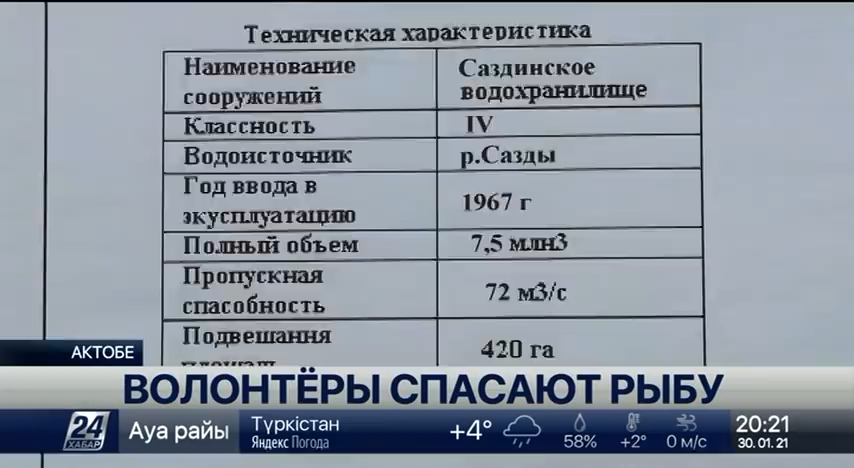 Техническая характеристика
Наименование сооружений
Саздинское водохранилище
Классность
IV
Водоисточник
р.Сазды
Год ввода в экусплуатацию
1967 г
Полный объем
7,5 млн3
Пропускная спасобность
72 м3/с
Подвешання
420 га
АКТОБЕ
ВОЛОНТЁРЫ СПАСАЮТ РЫБУ
24
ХАБАР
Ауа райы
Түркістан
Яндекс Погода
+4°
58%
+2°
0 м/с
20:21
30.01.21